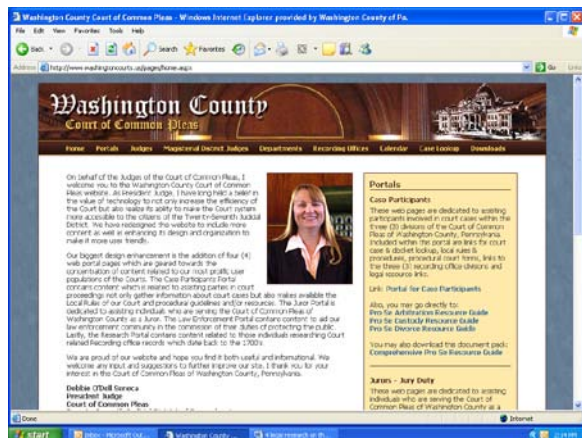 Washington County Court of Common Pleas - Windows Internet Explorer provided by Washington County of Pa.
File Edit View Favorites Tools Help
Back Search Favorites
Address http://www.washingtoncourts.us/pages/home.aspx Go Links
Washington County
Court of Common Pleas
Home Portals Judges Magisterial District Judges Departments Recording Offices Calendar Case Lookup Downloads
On behalf of the Judges of the Court of Common Pleas, I
welcome you to the Washington County Court of Common
Pleas website. As President Judge, I have long held a belief in
the value of technology to not only increase the efficiency of
the Court but also realize its ability to make the Court system
more accessible to the citizens of the Twenty-Seventh Judicial
District. We have redesigned the website to include more
content as well as enhancing its design and organization to
make it more user friendly.
Our biggest design enhancement is the addition of four (4)
web portal pages which are geared towards the
concentration of content related to our most prolific user
populations of the Courts. The Case Participants Portal
contains content which is related to assisting parties in court
proceedings not only gather information about court cases but also makes available the
Local Rules of our Court and procedural guidelines and/or resources. The Juror Portal is
dedicated to assisting individuals who are serving the Court of Common Pleas of
Washington County as a Juror. The Law Enforcement Portal contains content to aid our
law enforcement community in the commission of their duties of protecting the public.
Lastly, the Research Portal contains content related to those individuals researching Court
related Recording office records which date back to the 1700's.
We are proud of our website and hope you find it both useful and informational. We
welcome any input and suggestions to further improve our site. I thank you for your
interest in the Court of Common Pleas of Washington County, Pennsylvania.
Debbie O'Dell Seneca
President Judge
Court of Common Pleas
Portals
Case Participants
These web pages are dedicated to assisting
participants involved in court cases within the
three (3) divisions of the Court of Common
Pleas of Washington County, Pennsylvania.
Included within the portal are links for court
case & docket lookup, local rules &
procedures, procedural court forms, links to
the three (3) recording office divisions and
legal resource links.
Link: Portal for Case Participants
Also, you may go directly to:
Pro Se Arbitration Resource Guide
Pro Se Custody Resource Guide
Pro Se Divorce Resource Guide
You may also download the document pack:
Comprehensive Pro Se Resource Guide
Jurors - Jury Duty
These web pages are dedicated to assisting
individuals who are serving the Court of
Common Pleas of Washington County as a
Done Internet
start Inbox - Microsoft Out... Washington County ...